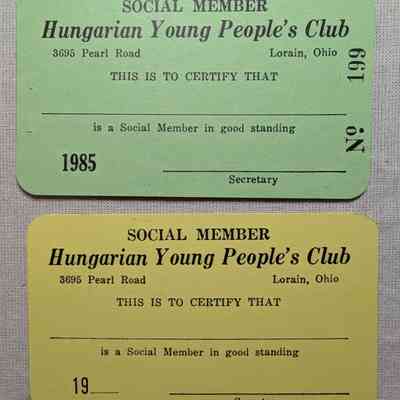 SOCIAL MEMBER
Hungarian Young People's Club
3695 Pearl Road Lorain, Ohio
THIS IS TO CERTIFY THAT
is a Social Member in good standing
1985
Secretary
No. 199
SOCIAL MEMBER
Hungarian Young People's Club
3695 Pearl Road Lorain, Ohio
THIS IS TO CERTIFY THAT
is a Social Member in good standing
19